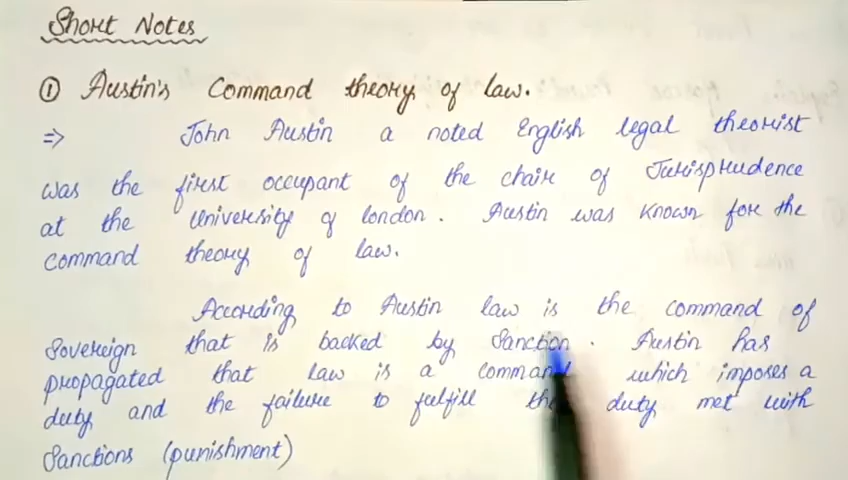 Short Notes
① Austin's Command theory of law.
⇒ John Austin a noted English legal theorist
was the first occupant of the chair of Jurisprudence
at the university of london. Austin was known for the
command theory of law.
According to Austin law is the command of
Sovereign that is backed by Sanction. Austin has
propagated that law is a command which imposes a
duty and the failure to fulfill the duty met with
Sanctions (punishment)